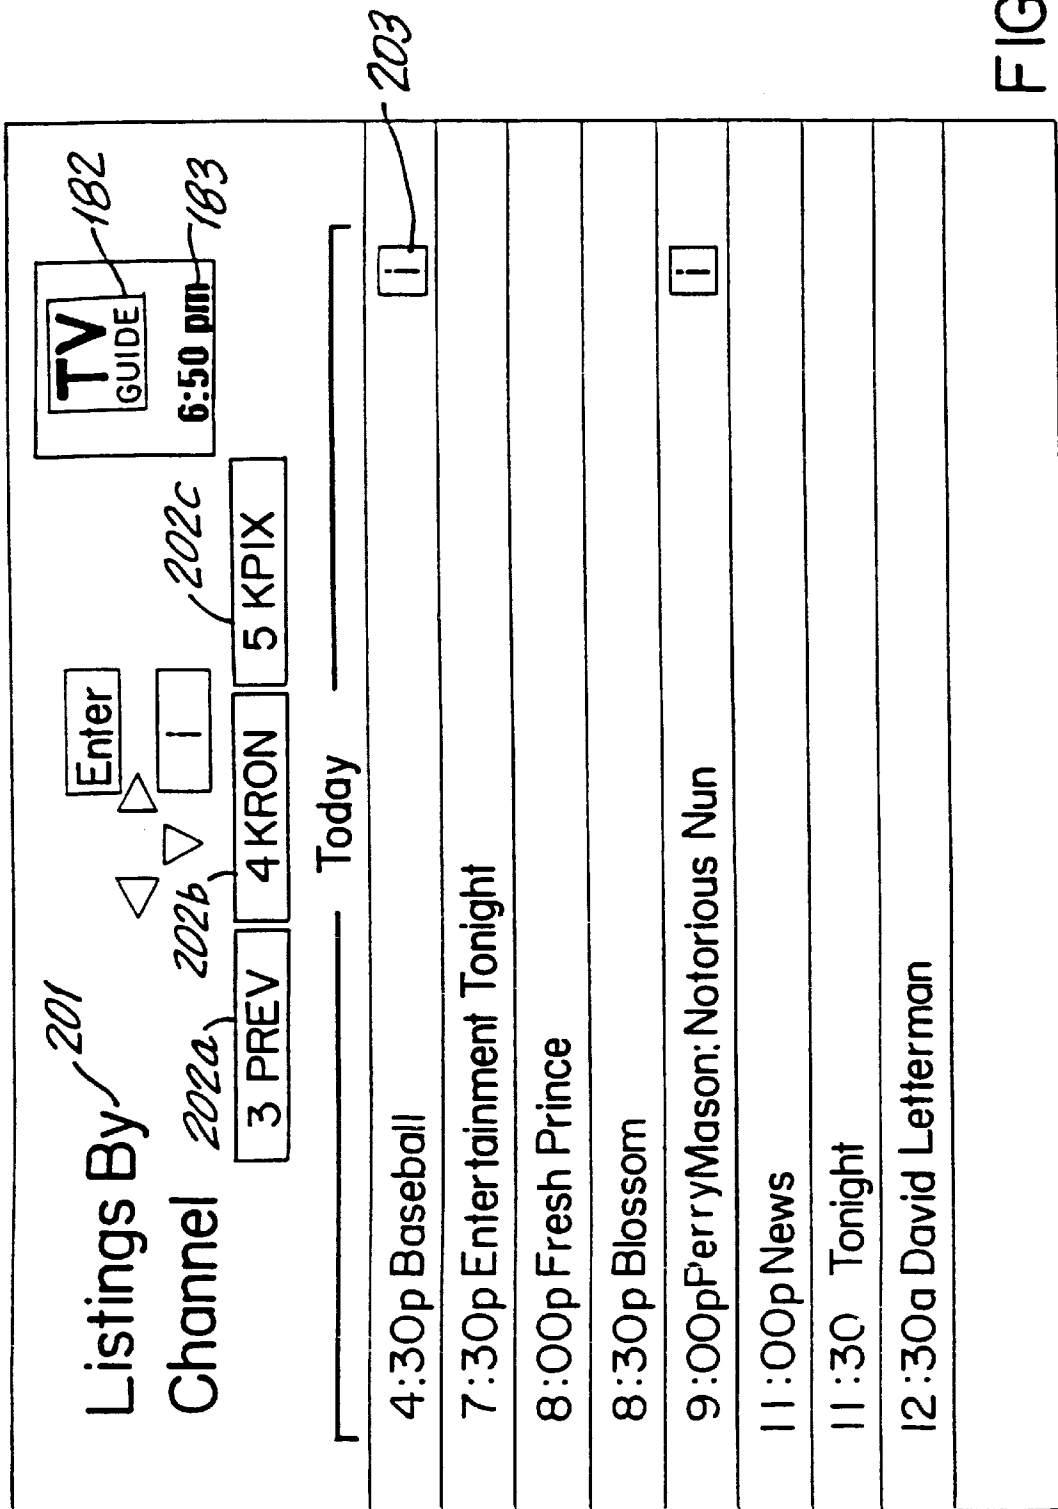 Listings By 201
Channel
Enter
i
TV
GUIDE
182
6:50 pm
183
202a
202b
202c
3 PREV
4 KRON
5 KPIX
Today
4:30p Baseball i
203
7:30p Entertainment Tonight
8:00p Fresh Prince
8:30p Blossom
9:00p Perry Mason: Notorious Nun i
11:00p News
11:30 Tonight
12:30a David Letterman
FIG